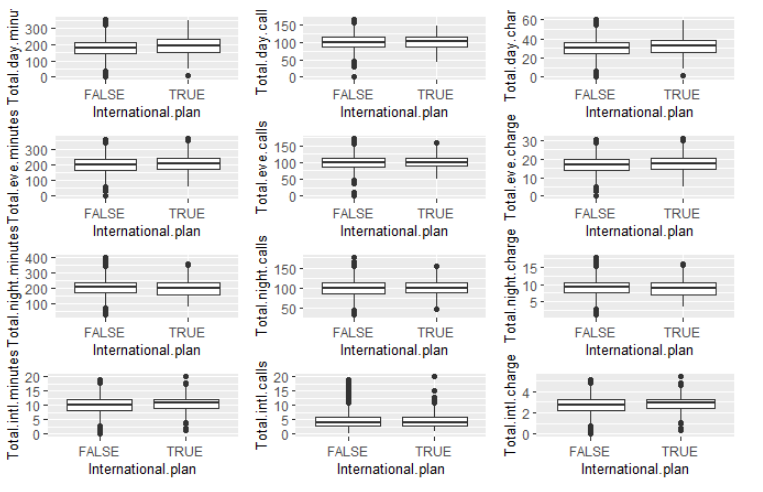 Total.day.minu
300
200
100
0
FALSE TRUE
International.plan
Total.day.call
150
100
50
0
FALSE TRUE
International.plan
Total.day.char
60
40
20
0
FALSE TRUE
International.plan
Total.eve.minutes
300
200
100
0
FALSE TRUE
International.plan
Total.eve.calls
150
100
50
0
FALSE TRUE
International.plan
Total.eve.charge
30
20
10
0
FALSE TRUE
International.plan
Total.night.minutes
400
300
200
100
FALSE TRUE
International.plan
Total.night.calls
150
100
50
FALSE TRUE
International.plan
Total.night.charge
15
10
5
FALSE TRUE
International.plan
Total.intl.minutes
20
15
10
5
0
FALSE TRUE
International.plan
Total.intl.calls
20
15
10
5
0
FALSE TRUE
International.plan
Total.intl.charge
4
2
0
FALSE TRUE
International.plan